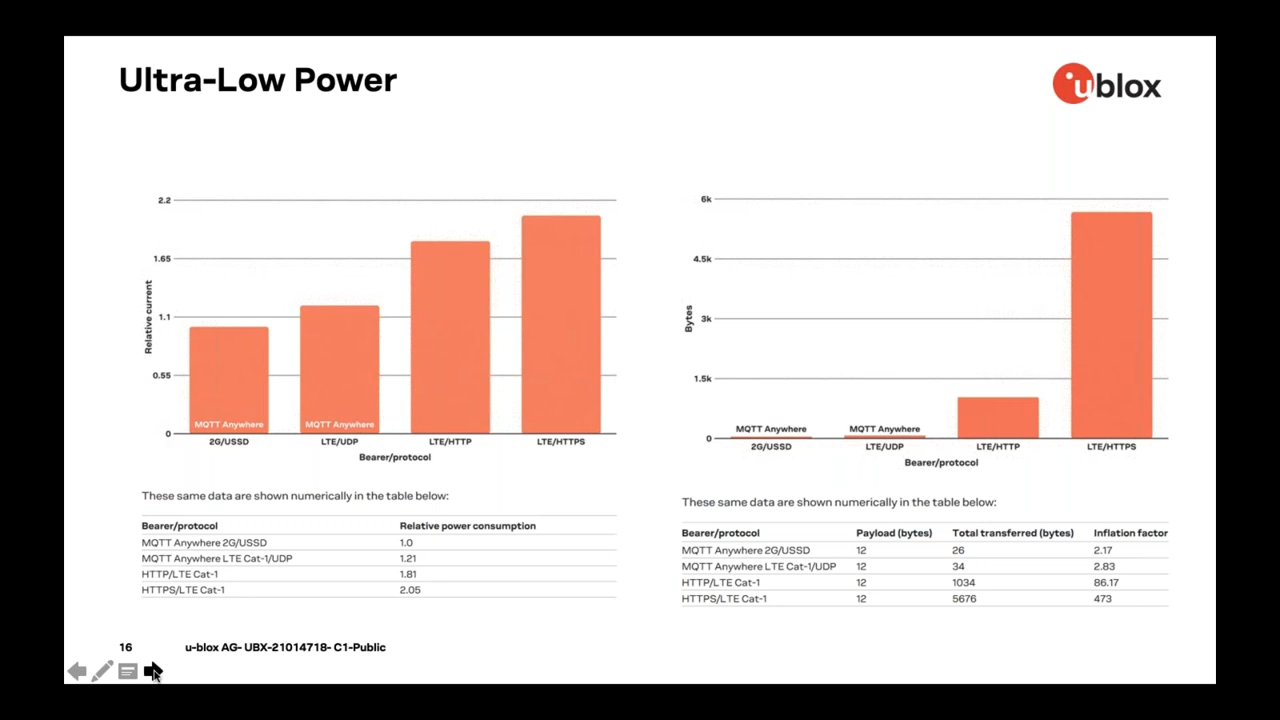 Ultra-Low Power
ublox
2.2
1.65
1.1
0.55
0
Relative current
MQTT Anywhere
MQTT Anywhere
2G/USSD
LTE/UDP
LTE/HTTP
LTE/HTTPS
Bearer/protocol
These same data are shown numerically in the table below:
Bearer/protocol Relative power consumption
MQTT Anywhere 2G/USSD 1.0
MQTT Anywhere LTE Cat-1/UDP 1.21
HTTP/LTE Cat-1 1.81
HTTPS/LTE Cat-1 2.05
6k
4.5k
3k
1.5k
0
Bytes
MQTT Anywhere
MQTT Anywhere
2G/USSD
LTE/UDP
LTE/HTTP
LTE/HTTPS
Bearer/protocol
These same data are shown numerically in the table below:
Bearer/protocol Payload (bytes) Total transferred (bytes) Inflation factor
MQTT Anywhere 2G/USSD 12 26 2.17
MQTT Anywhere LTE Cat-1/UDP 12 34 2.83
HTTP/LTE Cat-1 12 1034 86.17
HTTPS/LTE Cat-1 12 5676 473
16 u-blox AG- UBX-21014718- C1-Public